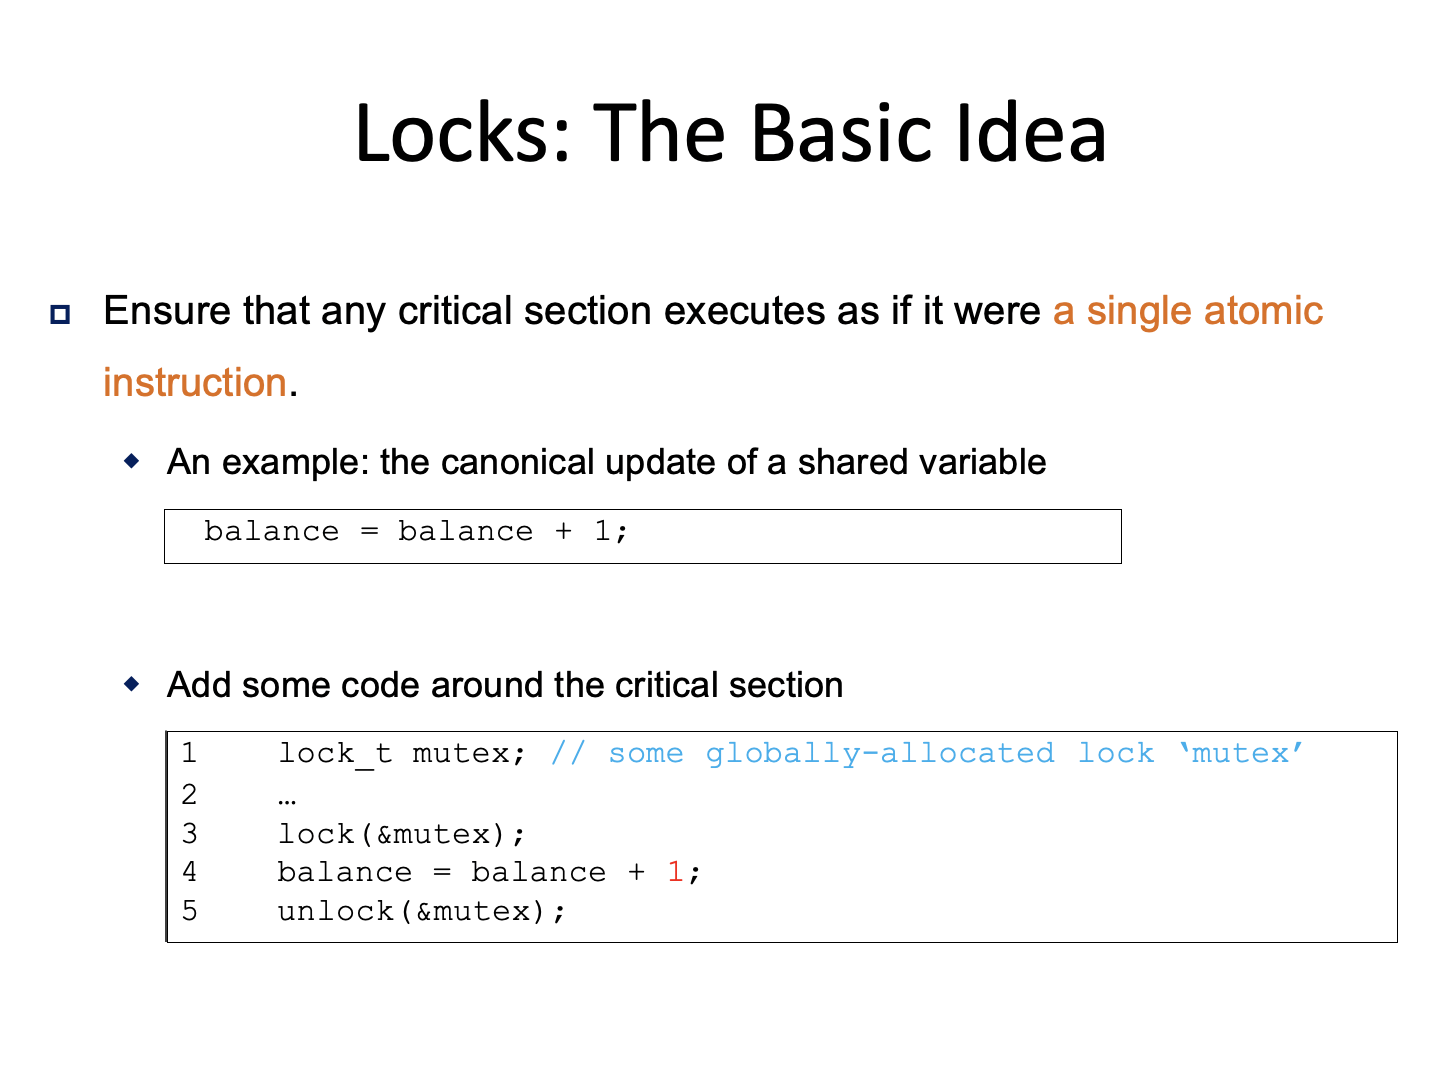 Locks: The Basic Idea
Ensure that any critical section executes as if it were a single atomic
instruction.
An example: the canonical update of a shared variable
balance = balance + 1;
Add some code around the critical section
1 lock_t mutex; // some globally-allocated lock ‘mutex’
2 …
3 lock(&mutex);
4 balance = balance + 1;
5 unlock(&mutex);